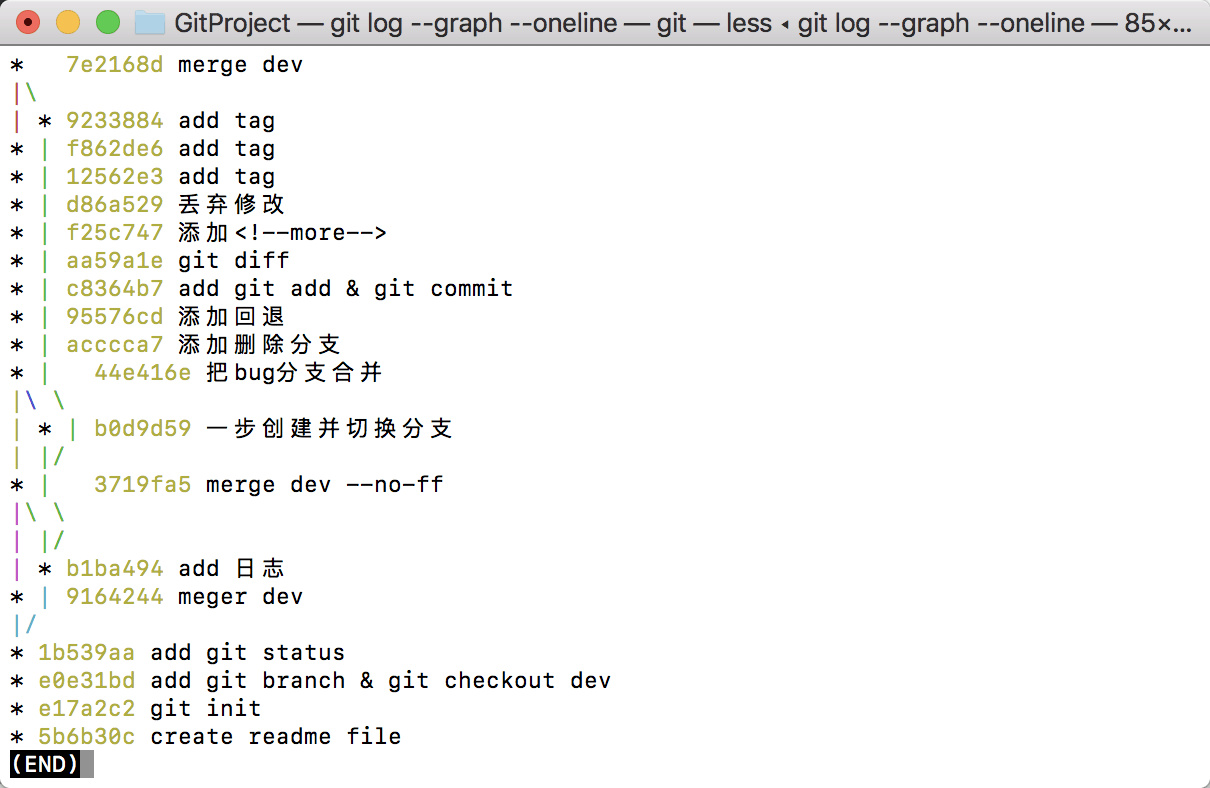 GitProject — git log --graph --oneline — git — less ◂ git log --graph --oneline — 85×...
*   7e2168d merge dev
|\
| * 9233884 add tag
* | f862de6 add tag
* | 12562e3 add tag
* | d86a529 丢弃修改
* | f25c747 添加<!--more-->
* | aa59a1e git diff
* | c8364b7 add git add & git commit
* | 95576cd 添加回退
* | acccca7 添加删除分支
* |   44e416e 把bug分支合并
|\ \
| * | b0d9d59 一步创建并切换分支
| |/
* |   3719fa5 merge dev --no-ff
|\ \
| |/
| * b1ba494 add 日志
* | 9164244 meger dev
|/
* 1b539aa add git status
* e0e31bd add git branch & git checkout dev
* e17a2c2 git init
* 5b6b30c create readme file
(END)